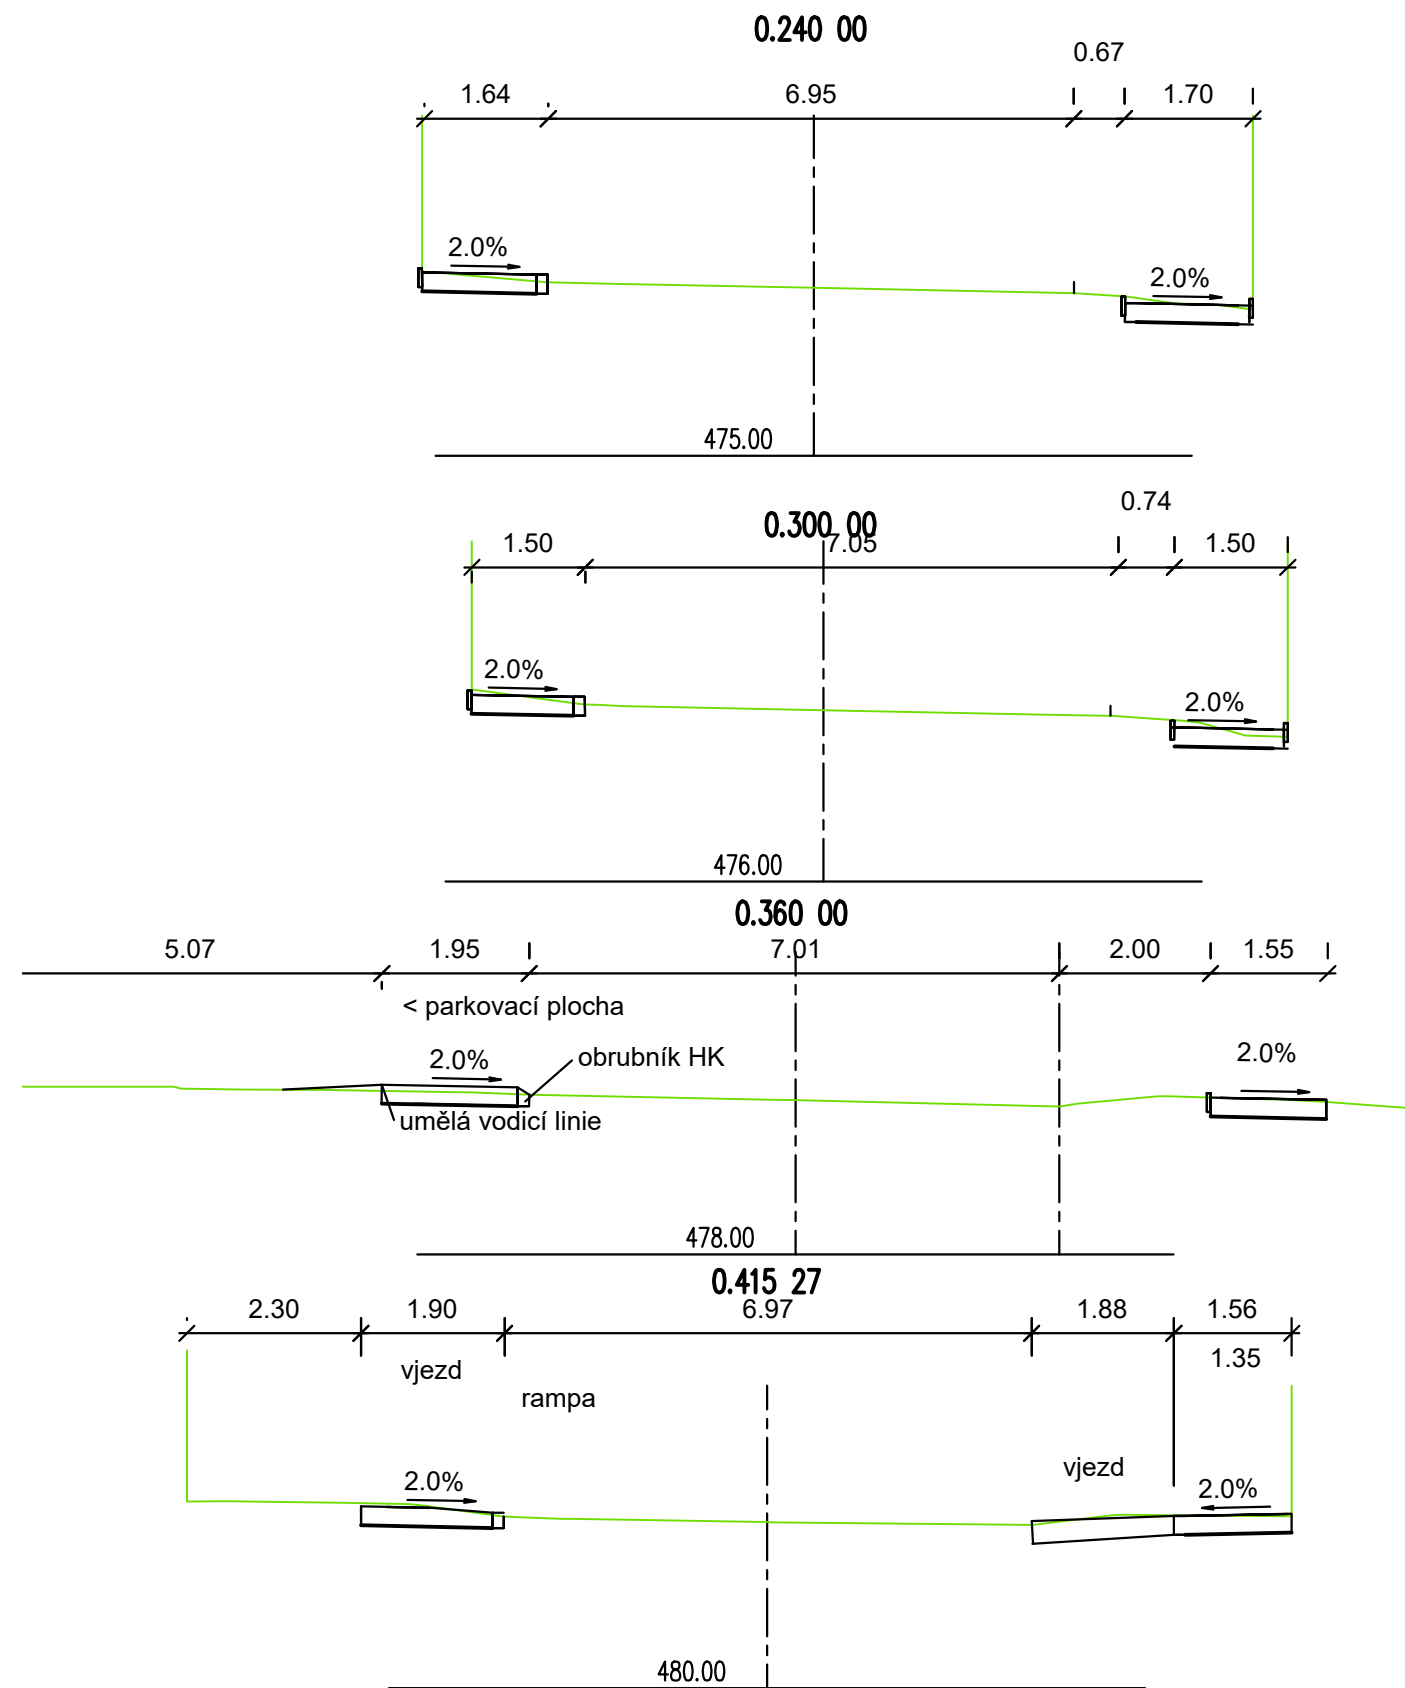 0.240 00
0.67
1.64 6.95 1.70
2.0%
2.0%
475.00
0.74
0.300 00
1.50 7.05 1.50
2.0%
2.0%
476.00
0.360 00
5.07 1.95 7.01 2.00 1.55
< parkovací plocha
2.0% obrubník HK 2.0%
umělá vodicí linie
478.00
0.415 27
2.30 1.90 6.97 1.88 1.56
vjezd 1.35
rampa
vjezd
2.0% 2.0%
480.00